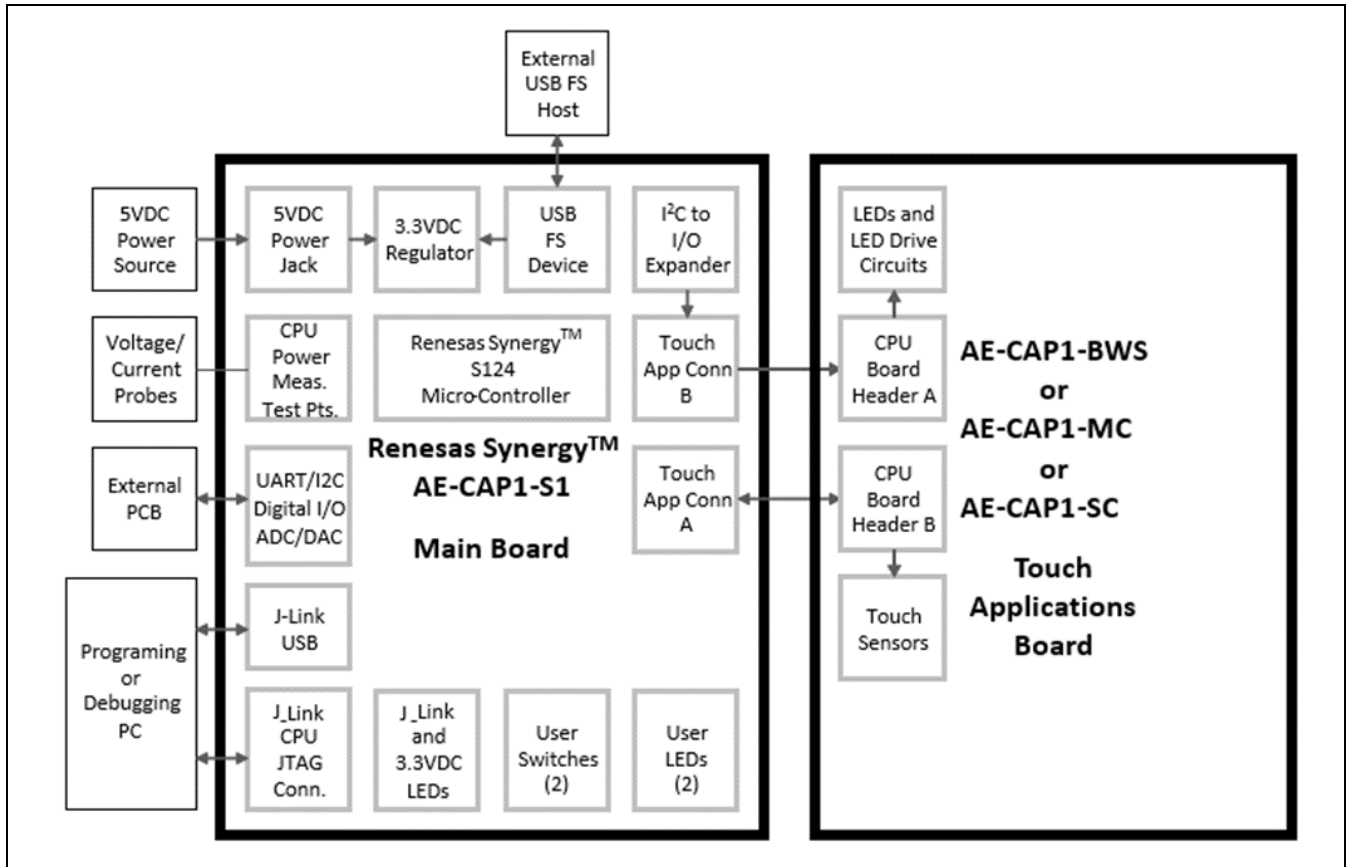 External
USB FS
Host
5VDC
Power
Source
5VDC
Power
Jack
3.3VDC
Regulator
USB
FS
Device
I²C to
I/O
Expander
LEDs and
LED Drive
Circuits
Voltage/
Current
Probes
CPU
Power
Meas.
Test Pts.
Renesas Synergy™
S124
Micro-Controller
Touch
App Conn
B
CPU
Board
Header A
AE-CAP1-BWS
or
AE-CAP1-MC
or
AE-CAP1-SC
External
PCB
UART/I2C
Digital I/O
ADC/DAC
Renesas Synergy™
AE-CAP1-S1
Main Board
Touch
App Conn
A
CPU
Board
Header B
Touch
Applications
Board
Programing
or
Debugging
PC
J-Link
USB
Touch
Sensors
J_Link
CPU
JTAG
Conn.
J_Link
and
3.3VDC
LEDs
User
Switches
(2)
User
LEDs
(2)